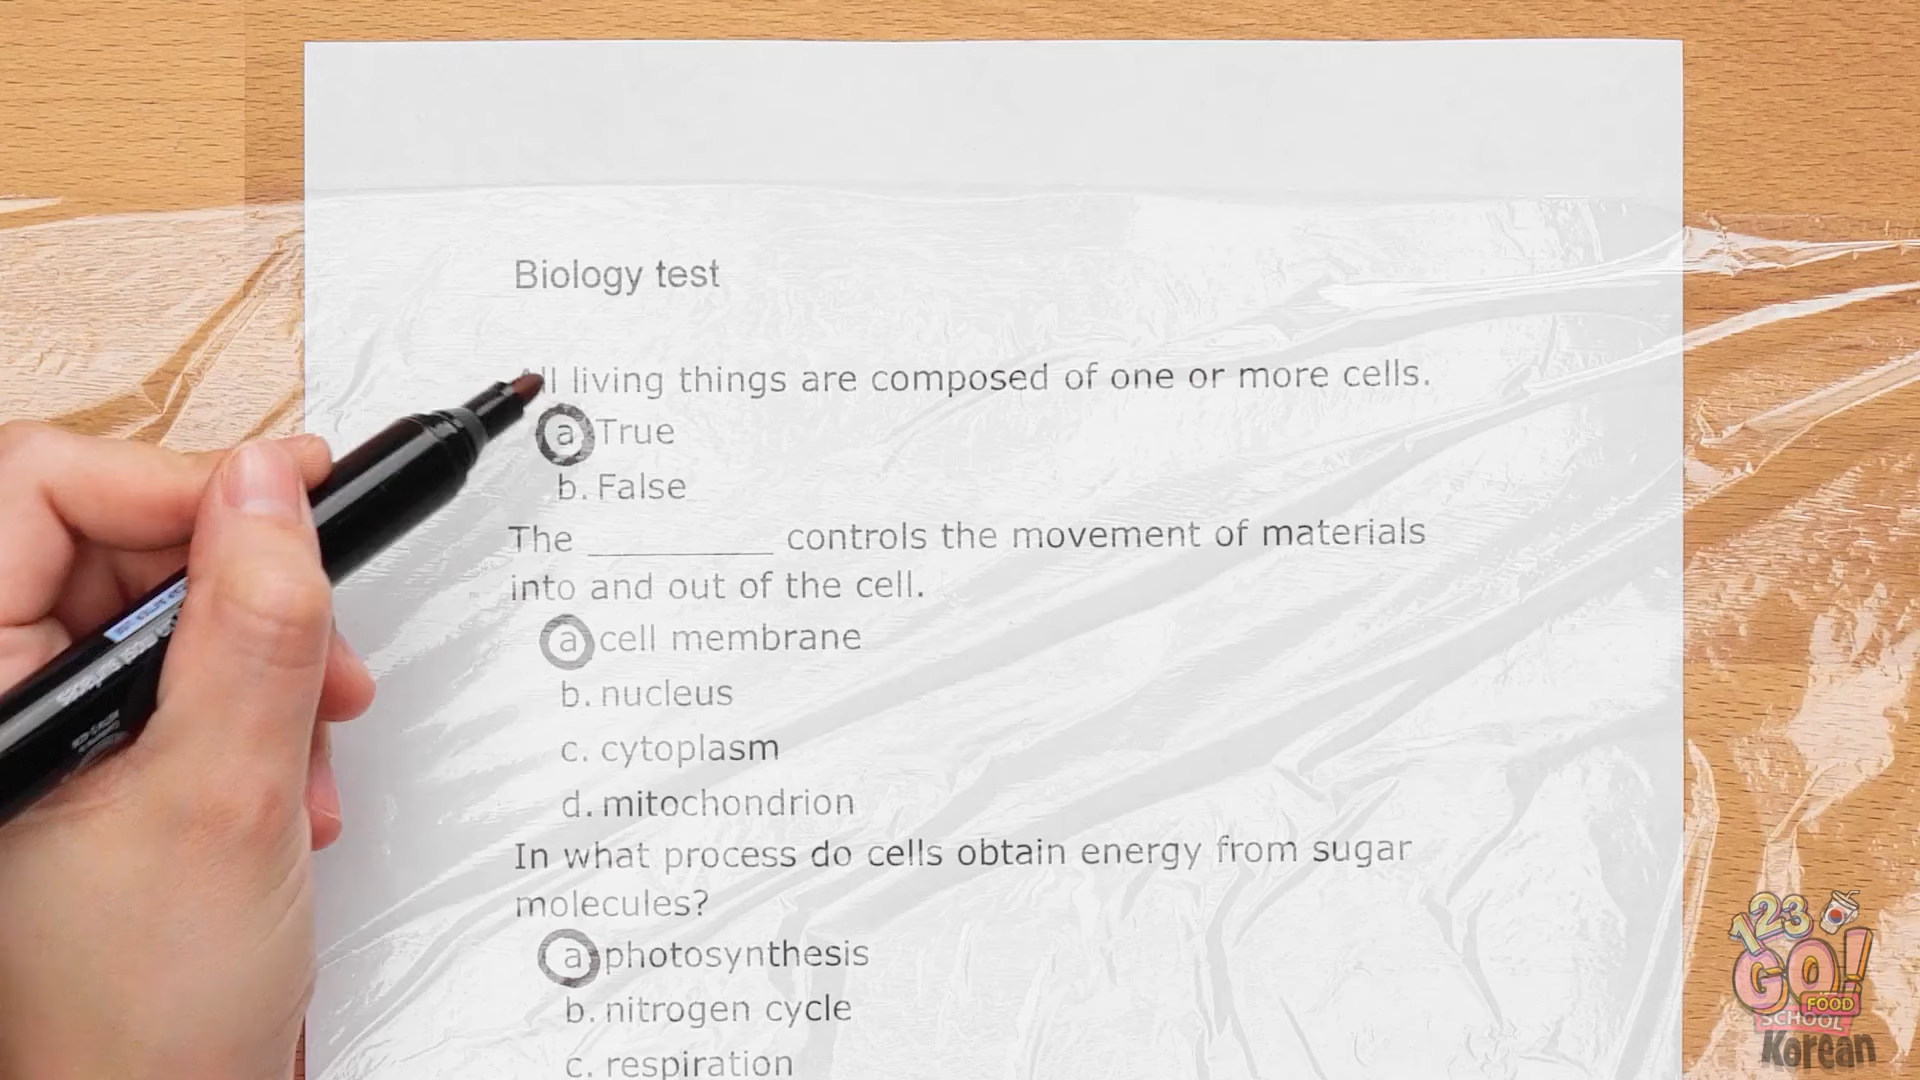 Biology test
All living things are composed of one or more cells.
a True
b. False
The __________ controls the movement of materials
into and out of the cell.
a cell membrane
b. nucleus
c. cytoplasm
d. mitochondrion
In what process do cells obtain energy from sugar
molecules?
a photosynthesis
b. nitrogen cycle
c. respiration
123
GO!
FOOD
SCHOOL
Korean